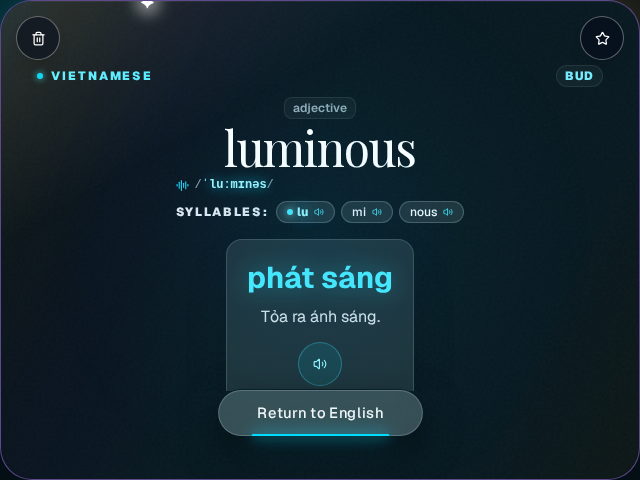 VIETNAMESE
BUD
adjective
luminous
/ˈluːmɪnəs/
SYLLABLES: lu mi nous
phát sáng
Tỏa ra ánh sáng.
Return to English